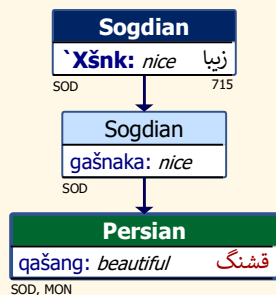 Sogdian
`Xšnk: nice زیبا
SOD 715
Sogdian
gašnaka: nice
SOD
Persian
qašang: beautiful قشنگ
SOD, MON